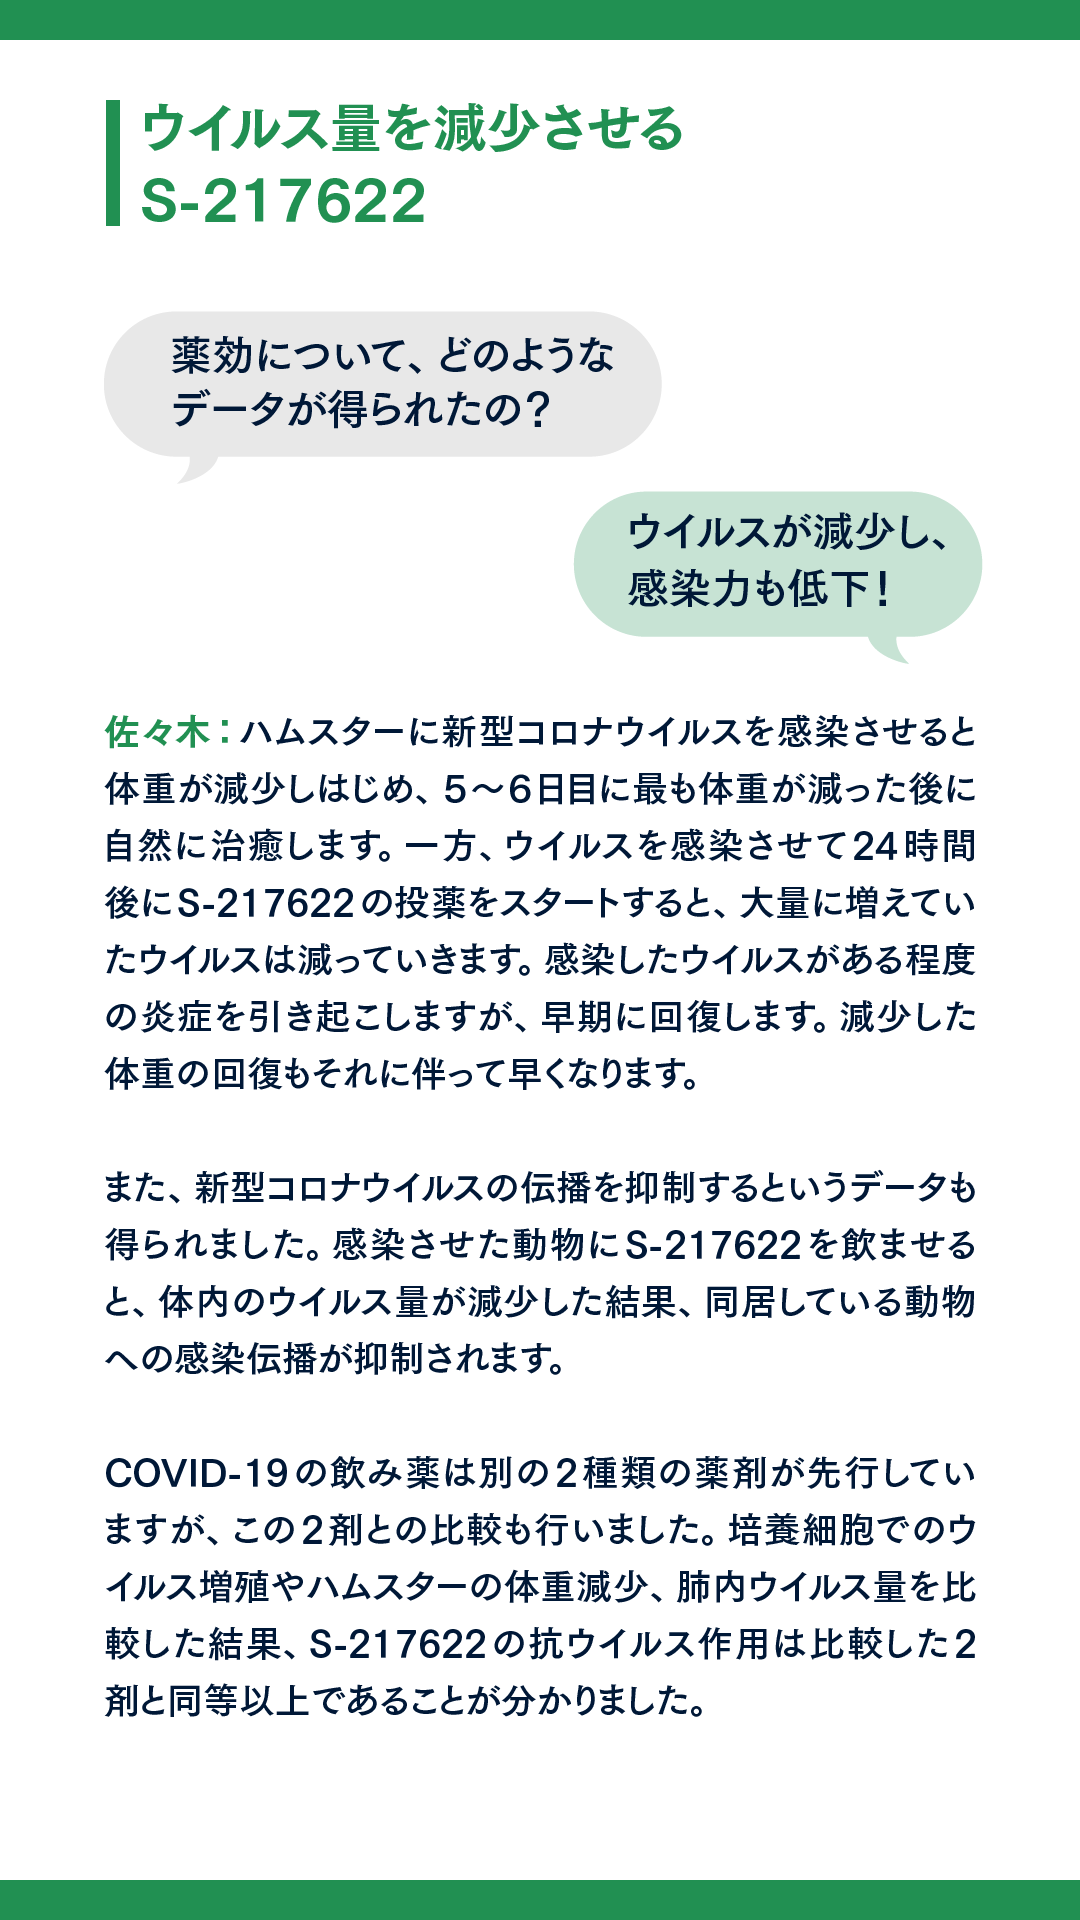 ウイルス量を減少させる
S-217622
薬効について、どのような
データが得られたの？
ウイルスが減少し、
感染力も低下！
佐々木：ハムスターに新型コロナウイルスを感染させると
体重が減少しはじめ、5〜6日目に最も体重が減った後に
自然に治癒します。一方、ウイルスを感染させて24時間
後にS-217622の投薬をスタートすると、大量に増えてい
たウイルスは減っていきます。感染したウイルスがある程度
の炎症を引き起こしますが、早期に回復します。減少した
体重の回復もそれに伴って早くなります。
また、新型コロナウイルスの伝播を抑制するというデータも
得られました。感染させた動物にS-217622を飲ませる
と、体内のウイルス量が減少した結果、同居している動物
への感染伝播が抑制されます。
COVID-19の飲み薬は別の2種類の薬剤が先行してい
ますが、この2剤との比較も行いました。培養細胞でのウ
イルス増殖やハムスターの体重減少、肺内ウイルス量を比
較した結果、S-217622の抗ウイルス作用は比較した2
剤と同等以上であることが分かりました。